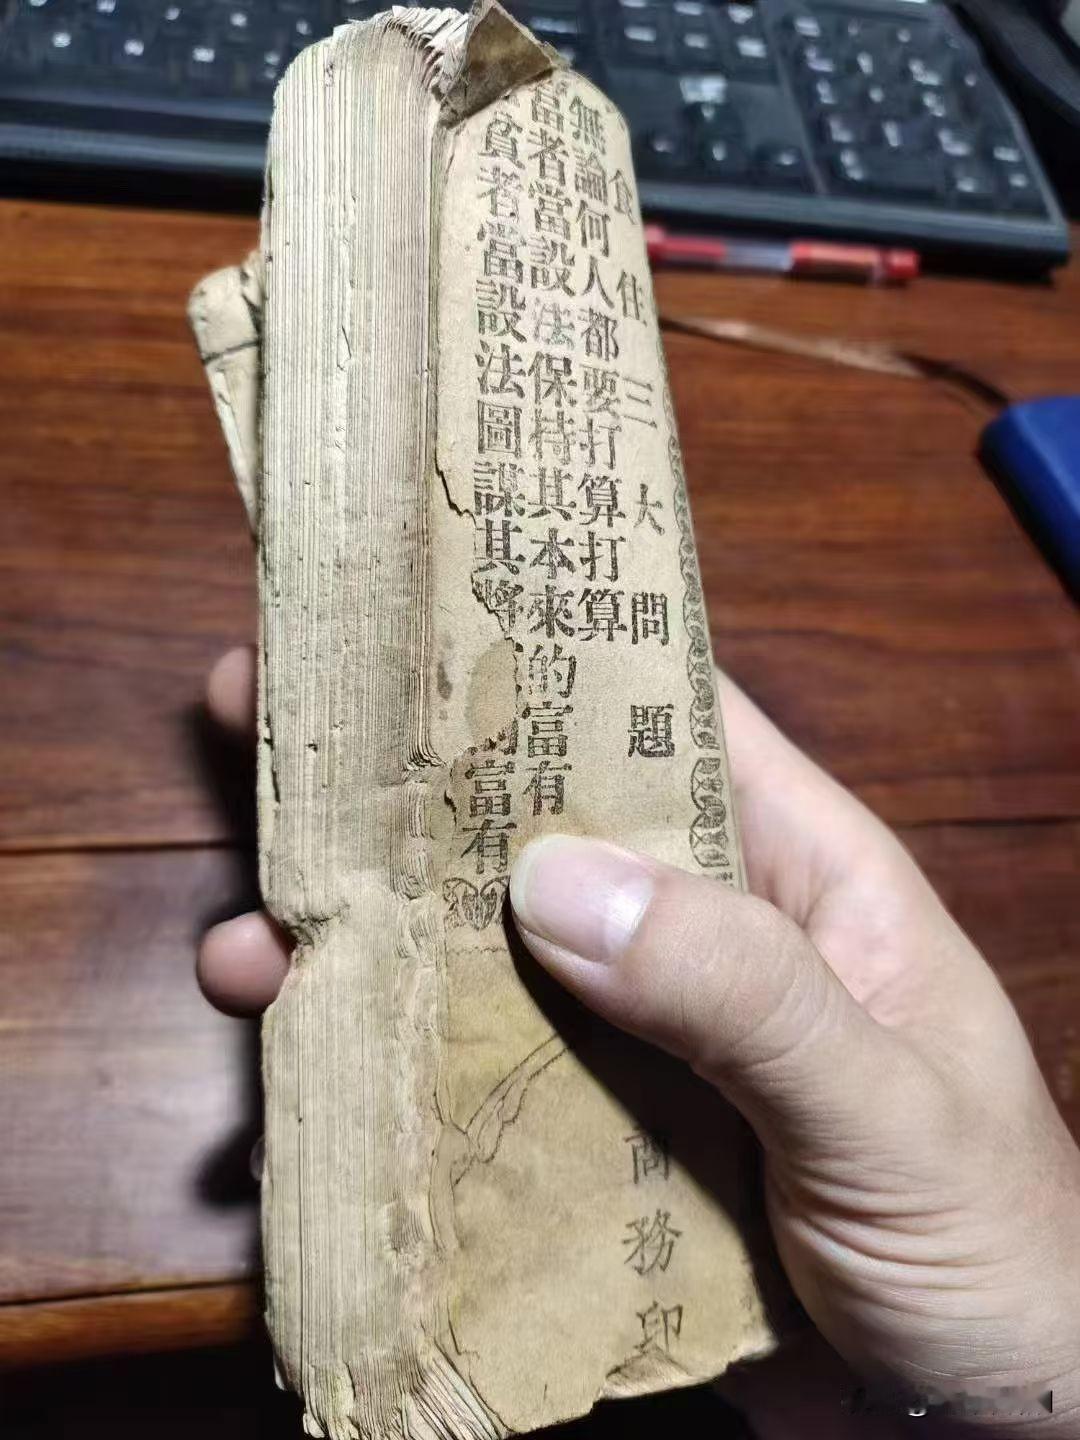 食住三大問題
無論何人都要打算打算
富者當設法保持其本來的富有
貧者當設法圖謀其將 的富有
商務印